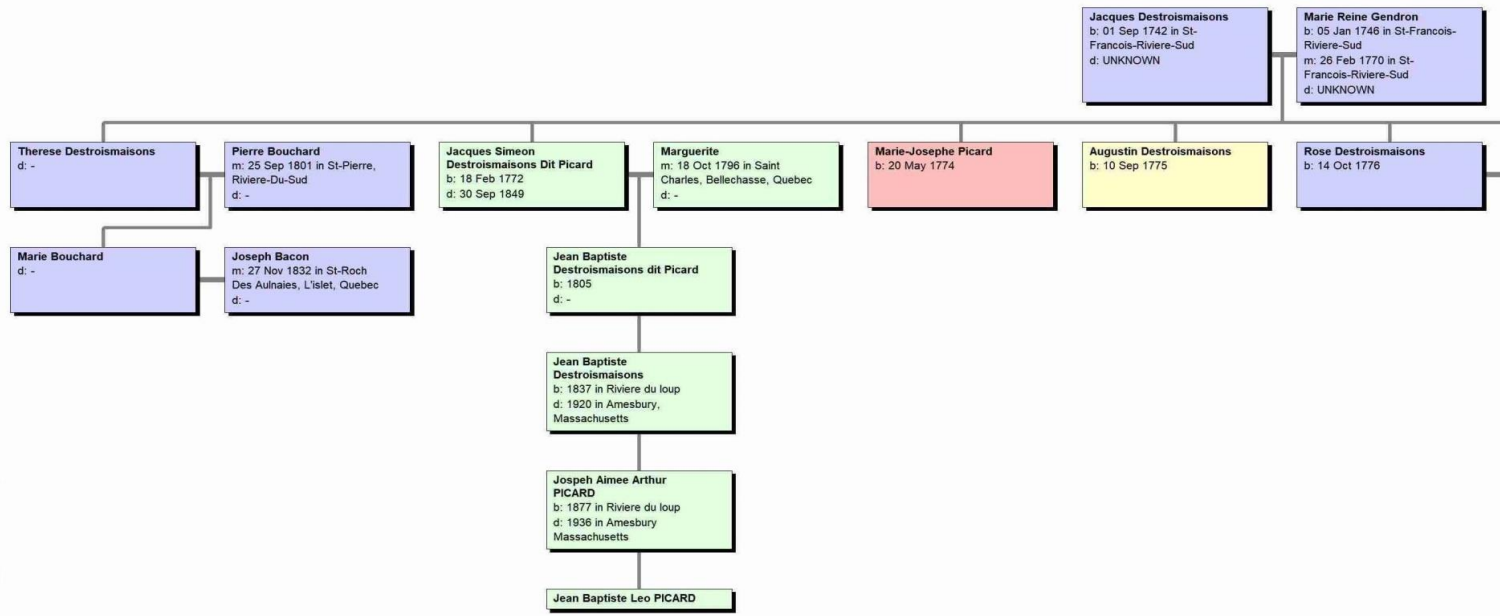 Jacques Destroismaisons
b: 01 Sep 1742 in St-
Francois-Riviere-Sud
d: UNKNOWN
Marie Reine Gendron
b: 05 Jan 1746 in St-Francois-
Riviere-Sud
m: 26 Feb 1770 in St-
Francois-Riviere-Sud
d: UNKNOWN
Therese Destroismaisons
d: -
Pierre Bouchard
m: 25 Sep 1801 in St-Pierre,
Riviere-Du-Sud
d: -
Jacques Simeon
Destroismaisons Dit Picard
b: 18 Feb 1772
d: 30 Sep 1849
Marguerite
m: 18 Oct 1796 in Saint
Charles, Bellechasse, Quebec
d: -
Marie-Josephe Picard
b: 20 May 1774
Augustin Destroismaisons
b: 10 Sep 1775
Rose Destroismaisons
b: 14 Oct 1776
Marie Bouchard
d: -
Joseph Bacon
m: 27 Nov 1832 in St-Roch
Des Aulnaies, L'islet, Quebec
d: -
Jean Baptiste
Destroismaisons dit Picard
b: 1805
d: -
Jean Baptiste
Destroismaisons
b: 1837 in Riviere du loup
d: 1920 in Amesbury,
Massachusetts
Jospeh Aimee Arthur
PICARD
b: 1877 in Riviere du loup
d: 1936 in Amesbury
Massachusetts
Jean Baptiste Leo PICARD